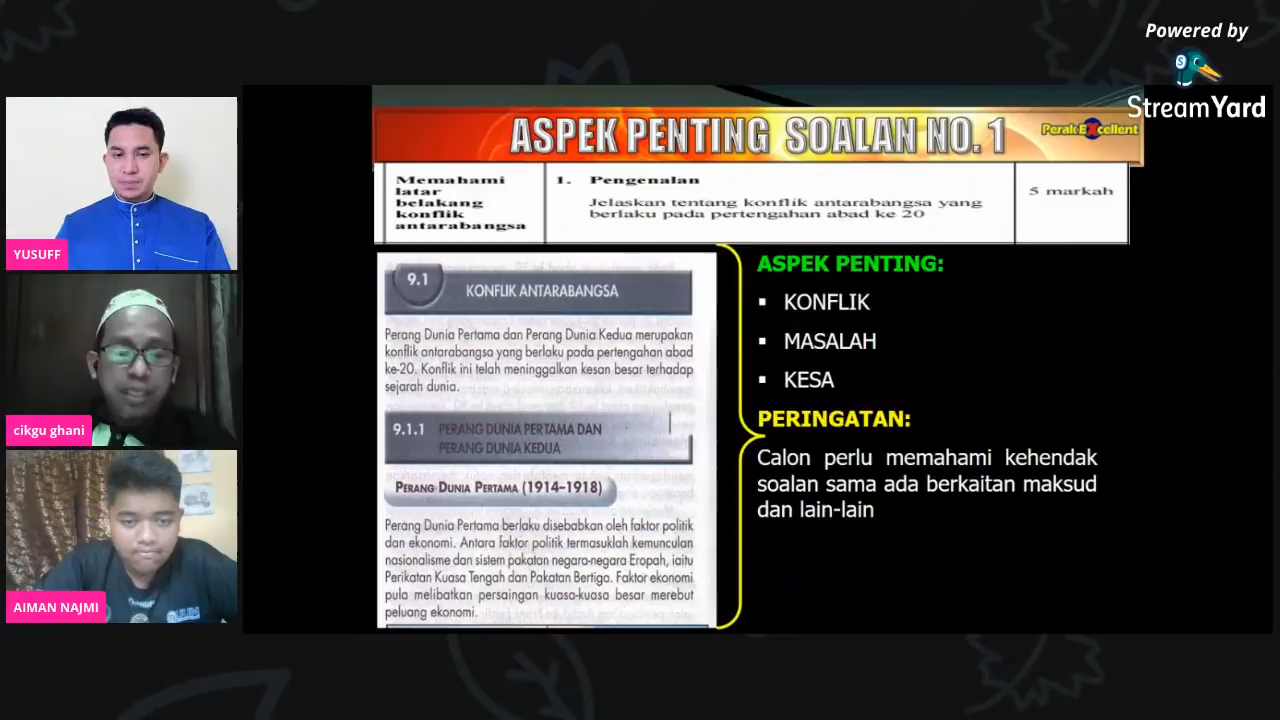 Powered by
StreamYard
YUSUFF
cikgu ghani
AIMAN NAJMI
ASPEK PENTING SOALAN NO. 1
Perak EXcellent
Memahami
latar
belakang
konflik
antarabangsa
1. Pengenalan
Jelaskan tentang konflik antarabangsa yang
berlaku pada pertengahan abad ke 20
5 markah
9.1
KONFLIK ANTARABANGSA
Perang Dunia Pertama dan Perang Dunia Kedua merupakan
konflik antarabangsa yang berlaku pada pertengahan abad
ke-20. Konflik ini telah meninggalkan kesan besar terhadap
sejarah dunia.
9.1.1 PERANG DUNIA PERTAMA DAN
PERANG DUNIA KEDUA
PERANG DUNIA PERTAMA (1914–1918)
Perang Dunia Pertama berlaku disebabkan oleh faktor politik
dan ekonomi. Antara faktor politik termasuklah kemunculan
nasionalisme dan sistem pakatan negara-negara Eropah, iaitu
Perikatan Kuasa Tengah dan Pakatan Bertiga. Faktor ekonomi
pula melibatkan persaingan kuasa-kuasa besar merebut
peluang ekonomi.
ASPEK PENTING:
▪ KONFLIK
▪ MASALAH
▪ KESA
PERINGATAN:
Calon perlu memahami kehendak
soalan sama ada berkaitan maksud
dan lain-lain